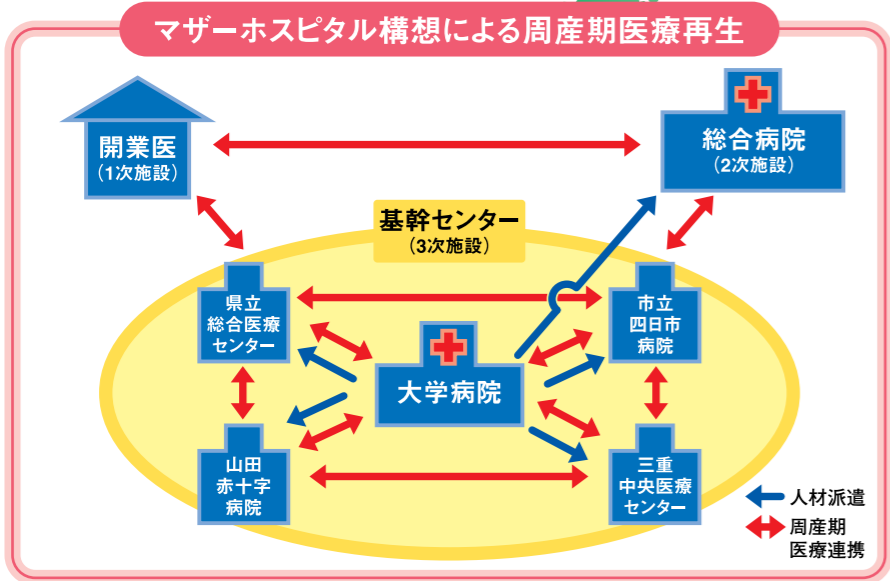 マザーホスピタル構想による周産期医療再生
開業医
(1次施設)
総合病院
(2次施設)
基幹センター
(3次施設)
県立
総合医療
センター
市立
四日市
病院
大学病院
山田
赤十字
病院
三重
中央医療
センター
人材派遣
周産期
医療連携